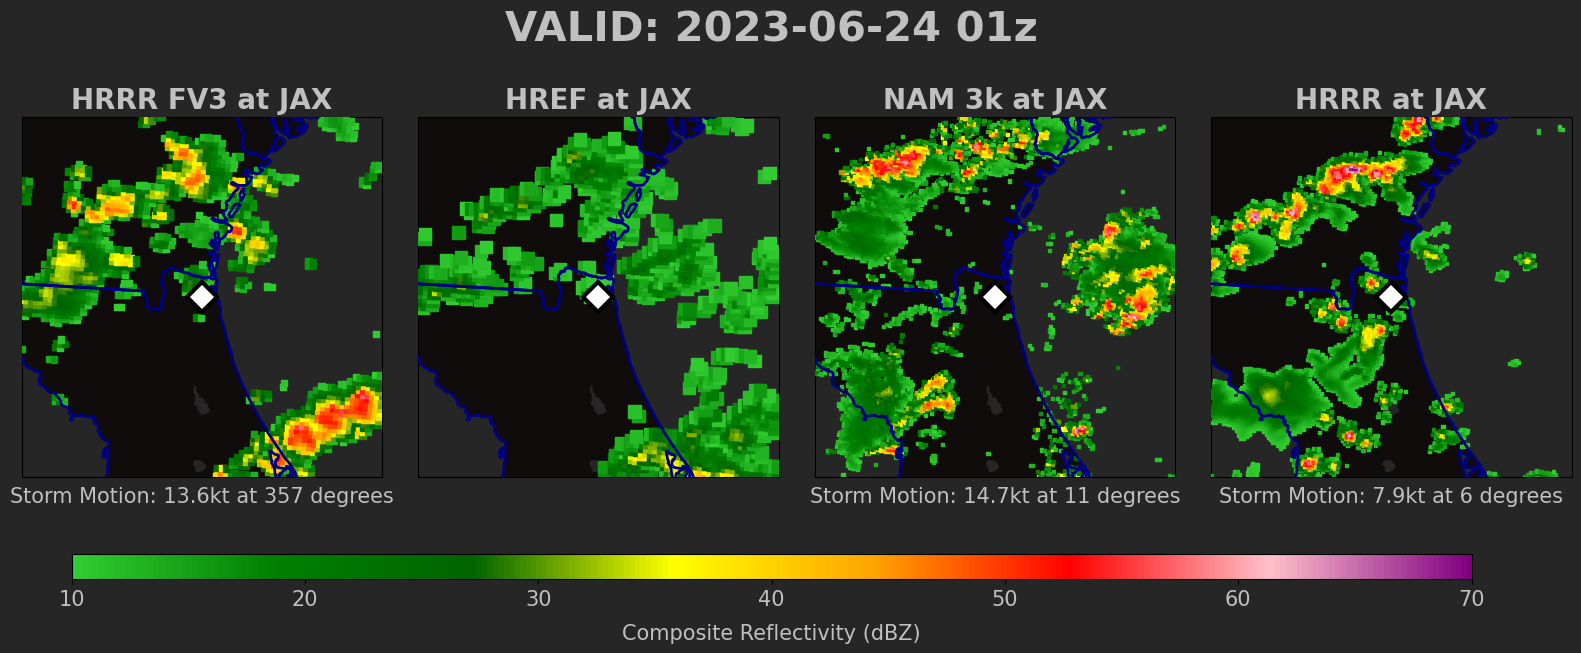 VALID: 2023-06-24 01z
HRRR FV3 at JAX
HREF at JAX
NAM 3k at JAX
HRRR at JAX
Storm Motion: 13.6kt at 357 degrees
Storm Motion: 14.7kt at 11 degrees
Storm Motion: 7.9kt at 6 degrees
10 20 30 40 50 60 70
Composite Reflectivity (dBZ)